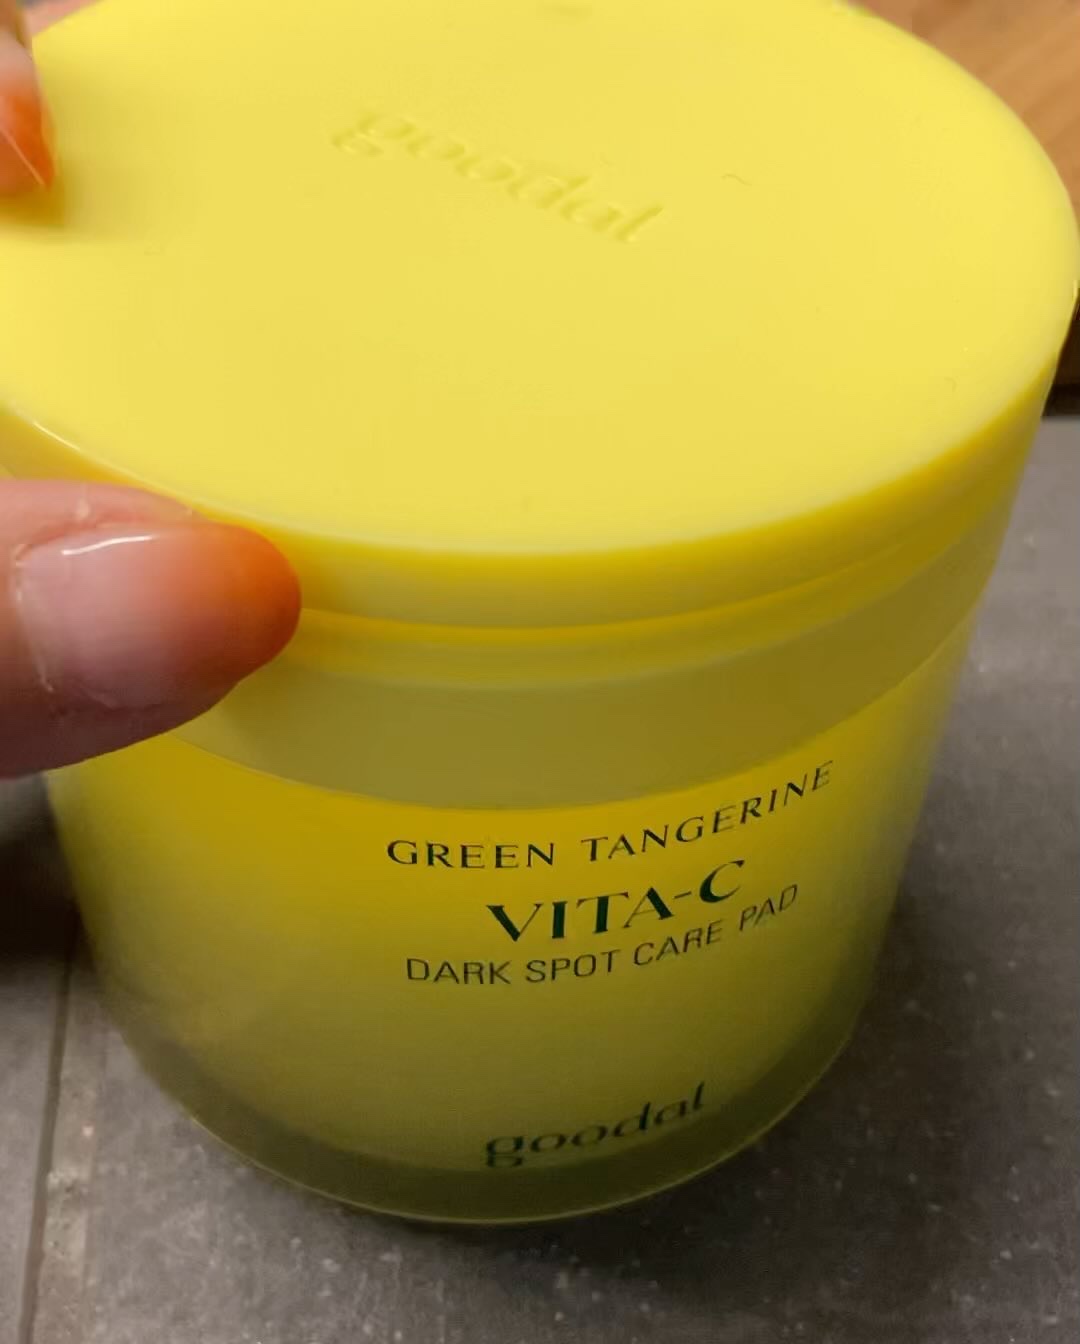 goodal
GREEN TANGERINE
VITA-C
DARK SPOT CARE PAD
goodal